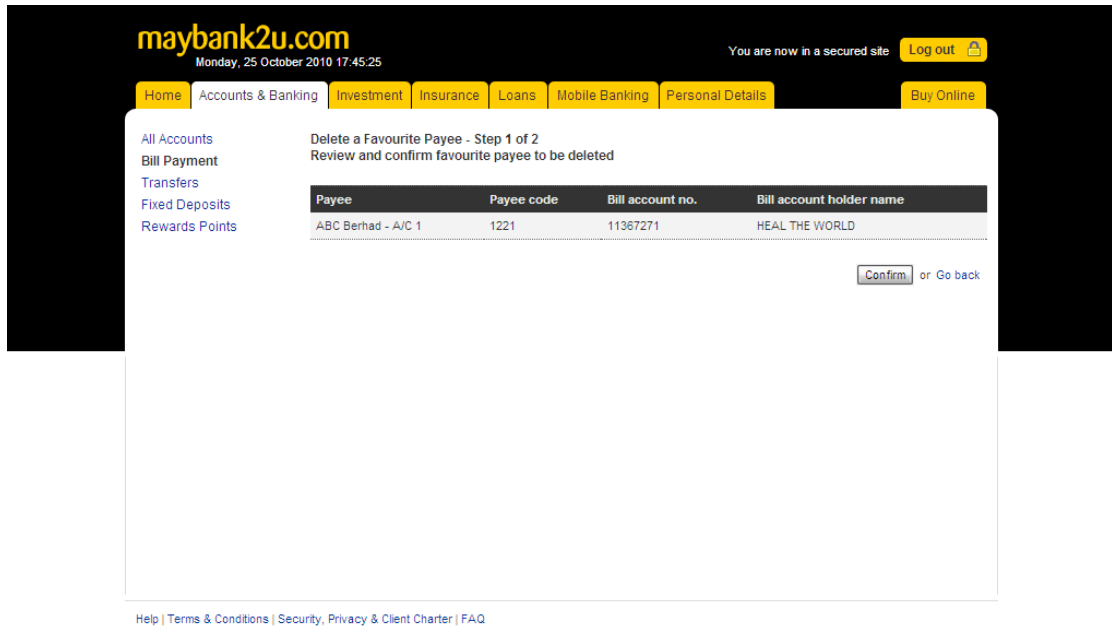 maybank2u.com
Monday, 25 October 2010 17:45:25
You are now in a secured site
Log out
Home
Accounts & Banking
Investment
Insurance
Loans
Mobile Banking
Personal Details
Buy Online
All Accounts
Bill Payment
Transfers
Fixed Deposits
Rewards Points
Delete a Favourite Payee - Step 1 of 2
Review and confirm favourite payee to be deleted
Payee Payee code Bill account no. Bill account holder name
ABC Berhad - A/C 1 1221 11367271 HEAL THE WORLD
Confirm or Go back
Help | Terms & Conditions | Security, Privacy & Client Charter | FAQ